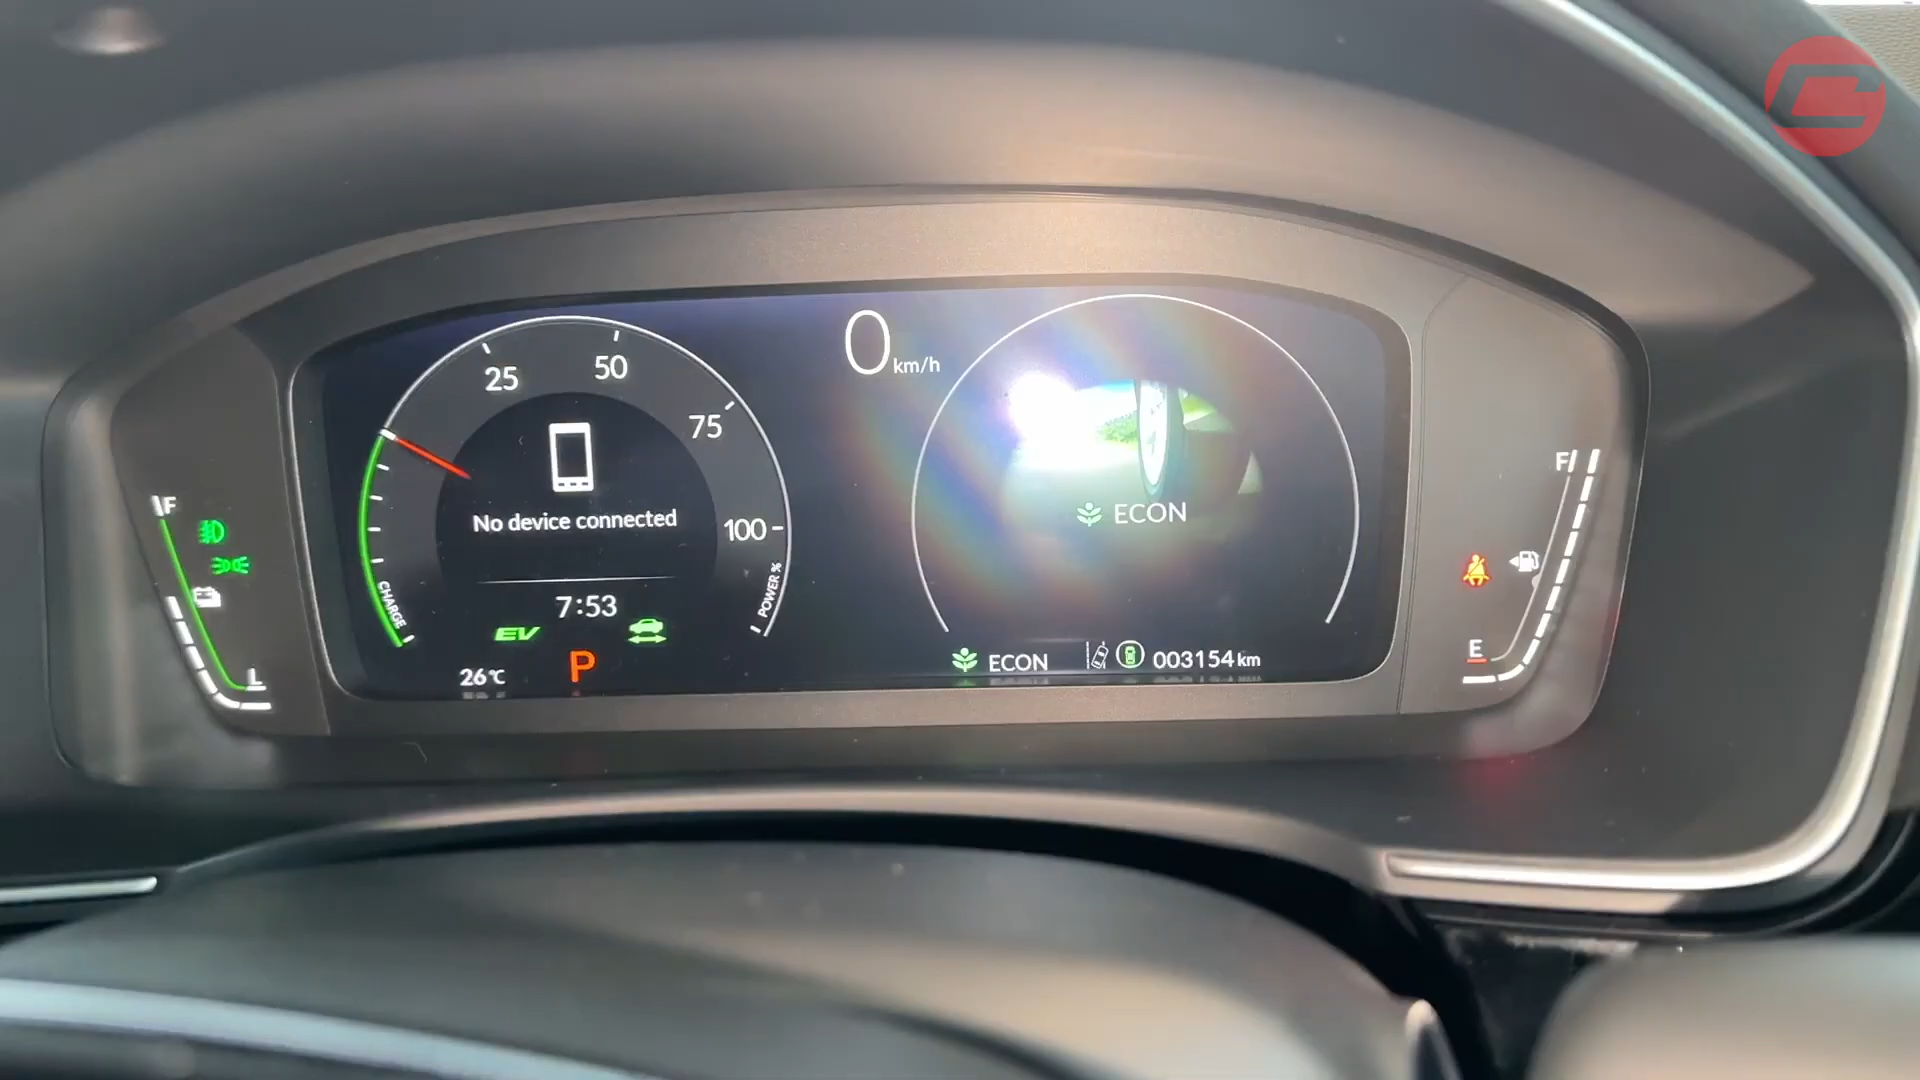 0 km/h
25
50
75
100
CHARGE
POWER %
No device connected
7:53
EV
26°C
P
ECON
ECON
003154 km
F
L
F
E